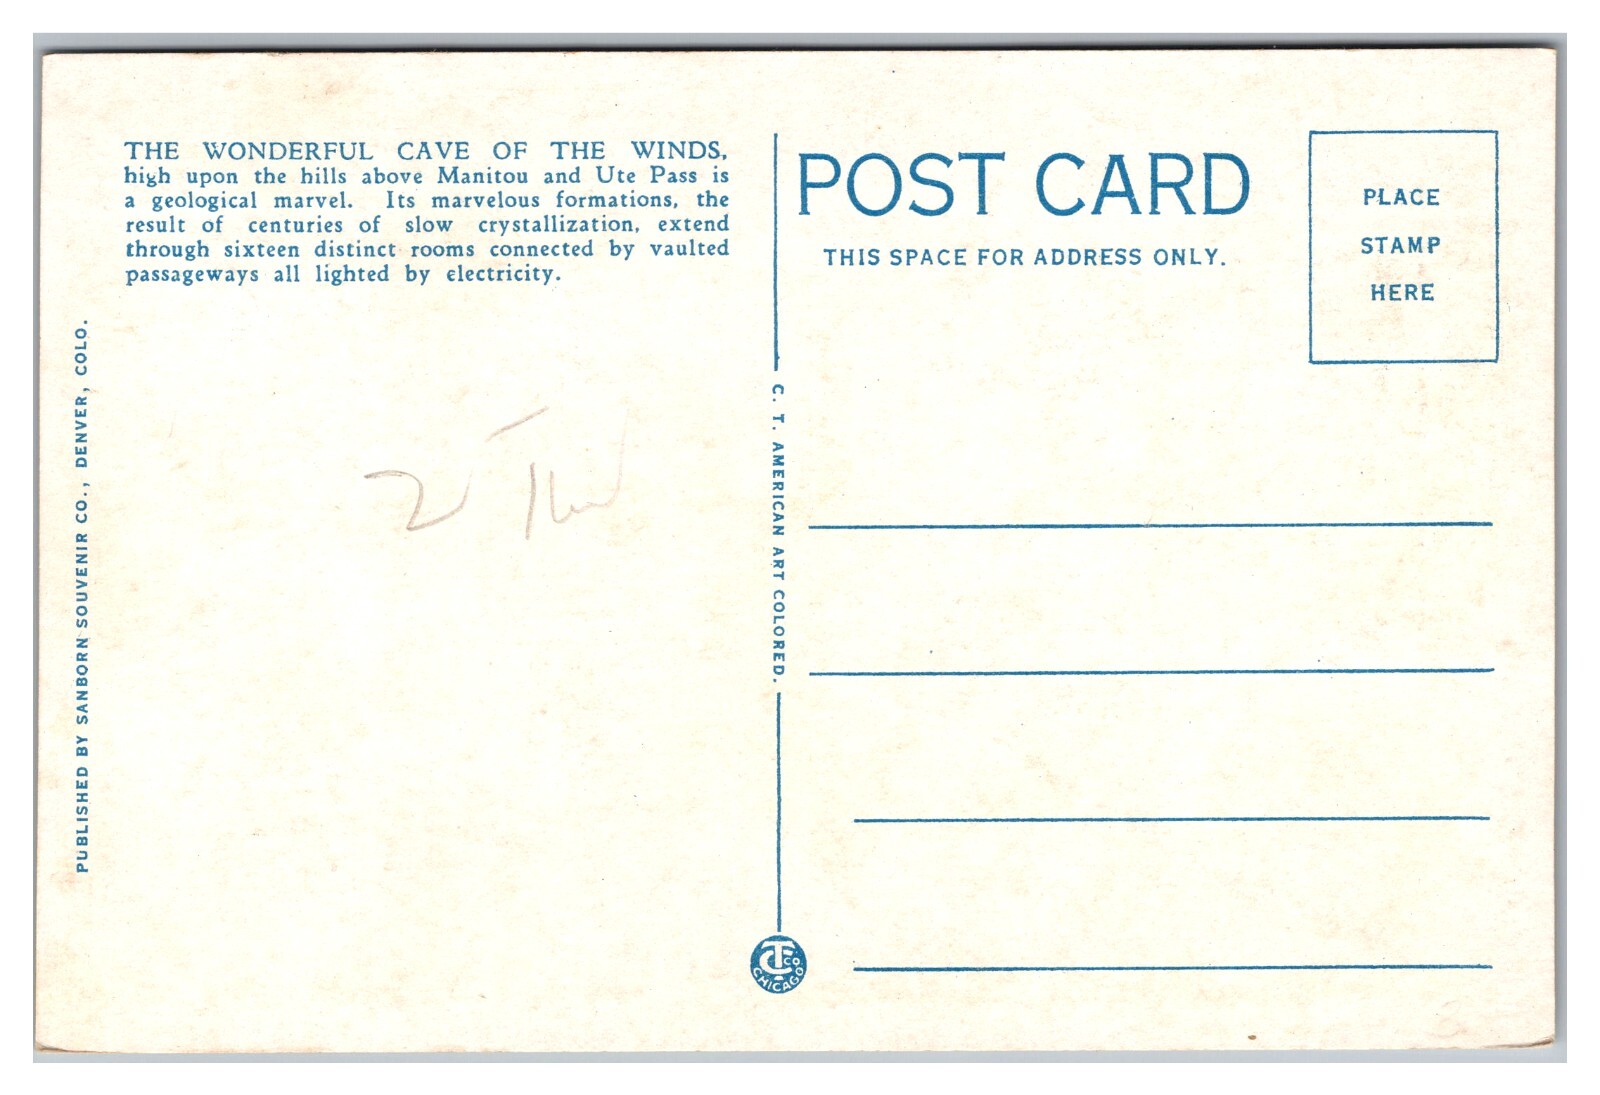 THE WONDERFUL CAVE OF THE WINDS,
high upon the hills above Manitou and Ute Pass is
a geological marvel. Its marvelous formations, the
result of centuries of slow crystallization, extend
through sixteen distinct rooms connected by vaulted
passageways all lighted by electricity.
PUBLISHED BY SANBORN SOUVENIR CO., DENVER, COLO.
C. T. AMERICAN ART COLORED.
CT CO. CHICAGO
POST CARD
THIS SPACE FOR ADDRESS ONLY.
PLACE
STAMP
HERE